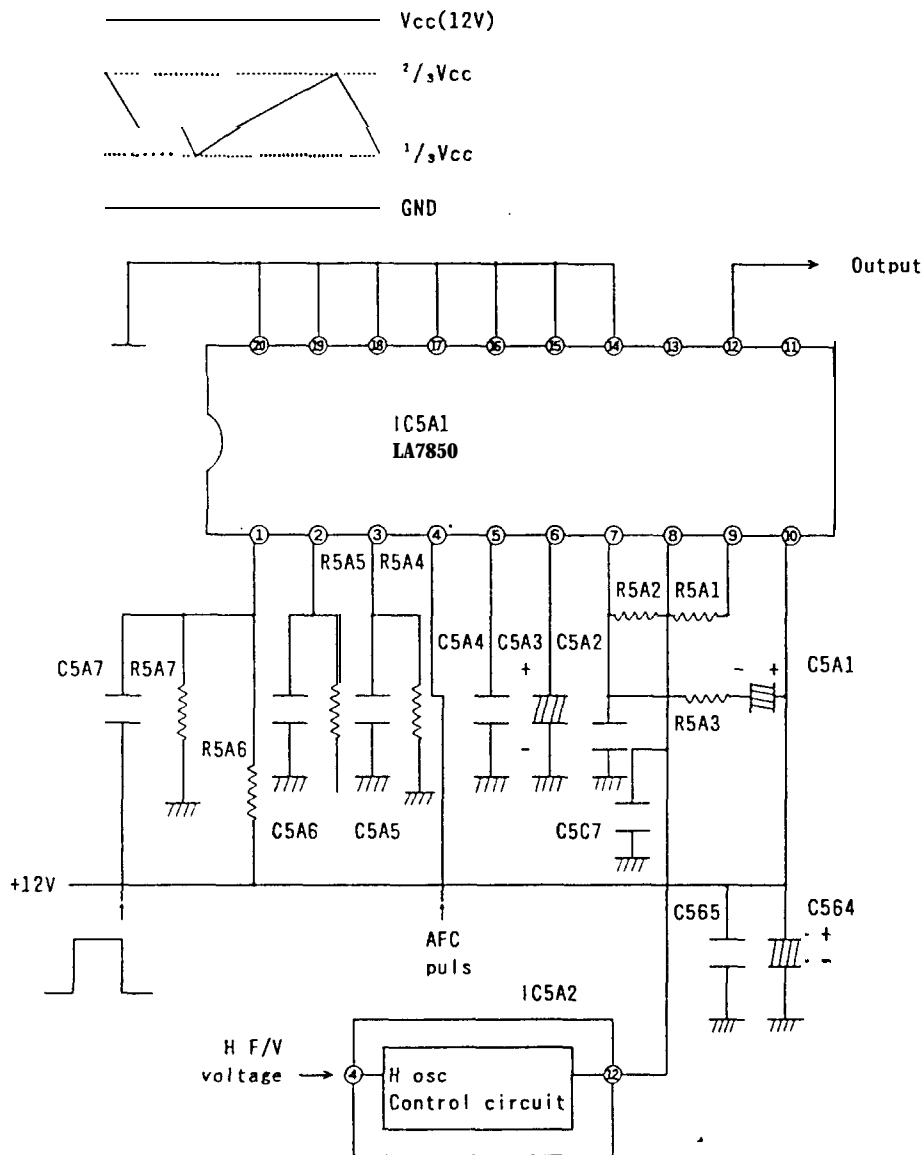 Vcc(12V)
²/₃Vcc
¹/₃Vcc
GND
Output
20 19 18 17 16 15 14 13 12 11
IC5A1
LA7850
1 2 3 4 5 6 7 8 9 10
R5A5 R5A4 R5A2 R5A1
C5A7 R5A7 C5A4 C5A3 C5A2 C5A1
+ - +
R5A3
R5A6 -
C5A6 C5A5 C5C7
+12V
C565 C564
+
-
AFC
puls
IC5A2
H F/V
voltage
4 H osc 12
Control circuit